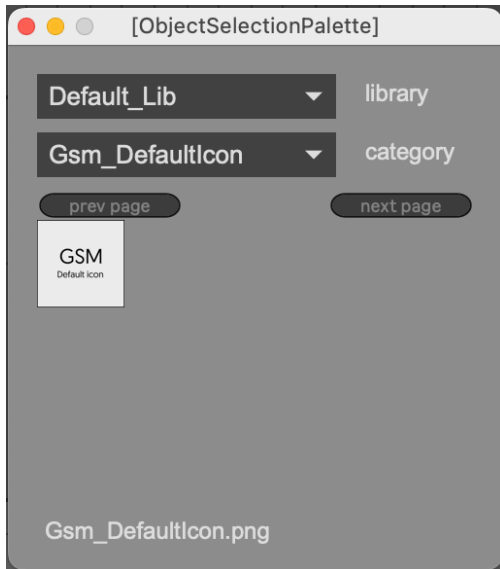 [ObjectSelectionPalette]
Default_Lib library
Gsm_DefaultIcon category
prev page next page
GSM
Default icon
Gsm_DefaultIcon.png